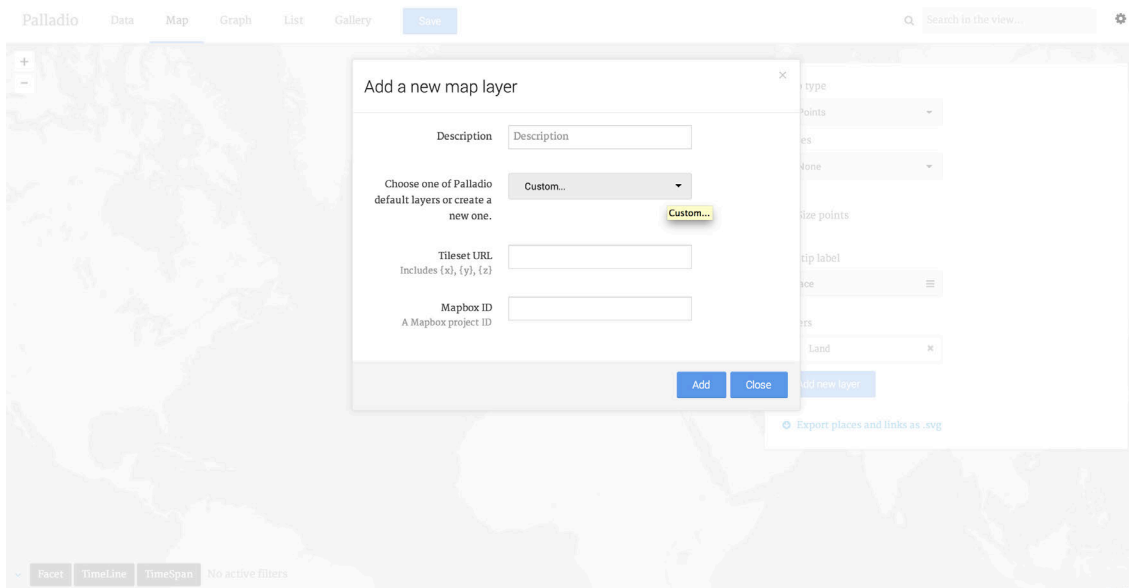 Palladio Data Map Graph List Gallery Save Search in the view...
+
−
Add a new map layer ×
Description Description
Choose one of Palladio
default layers or create a
new one.
Custom...
Custom...
Tileset URL
Includes {x}, {y}, {z}
Mapbox ID
A Mapbox project ID
Add Close
type
Points
None
Size points
tip label
Land
Add new layer
Export places and links as .svg
Facet TimeLine TimeSpan No active filters